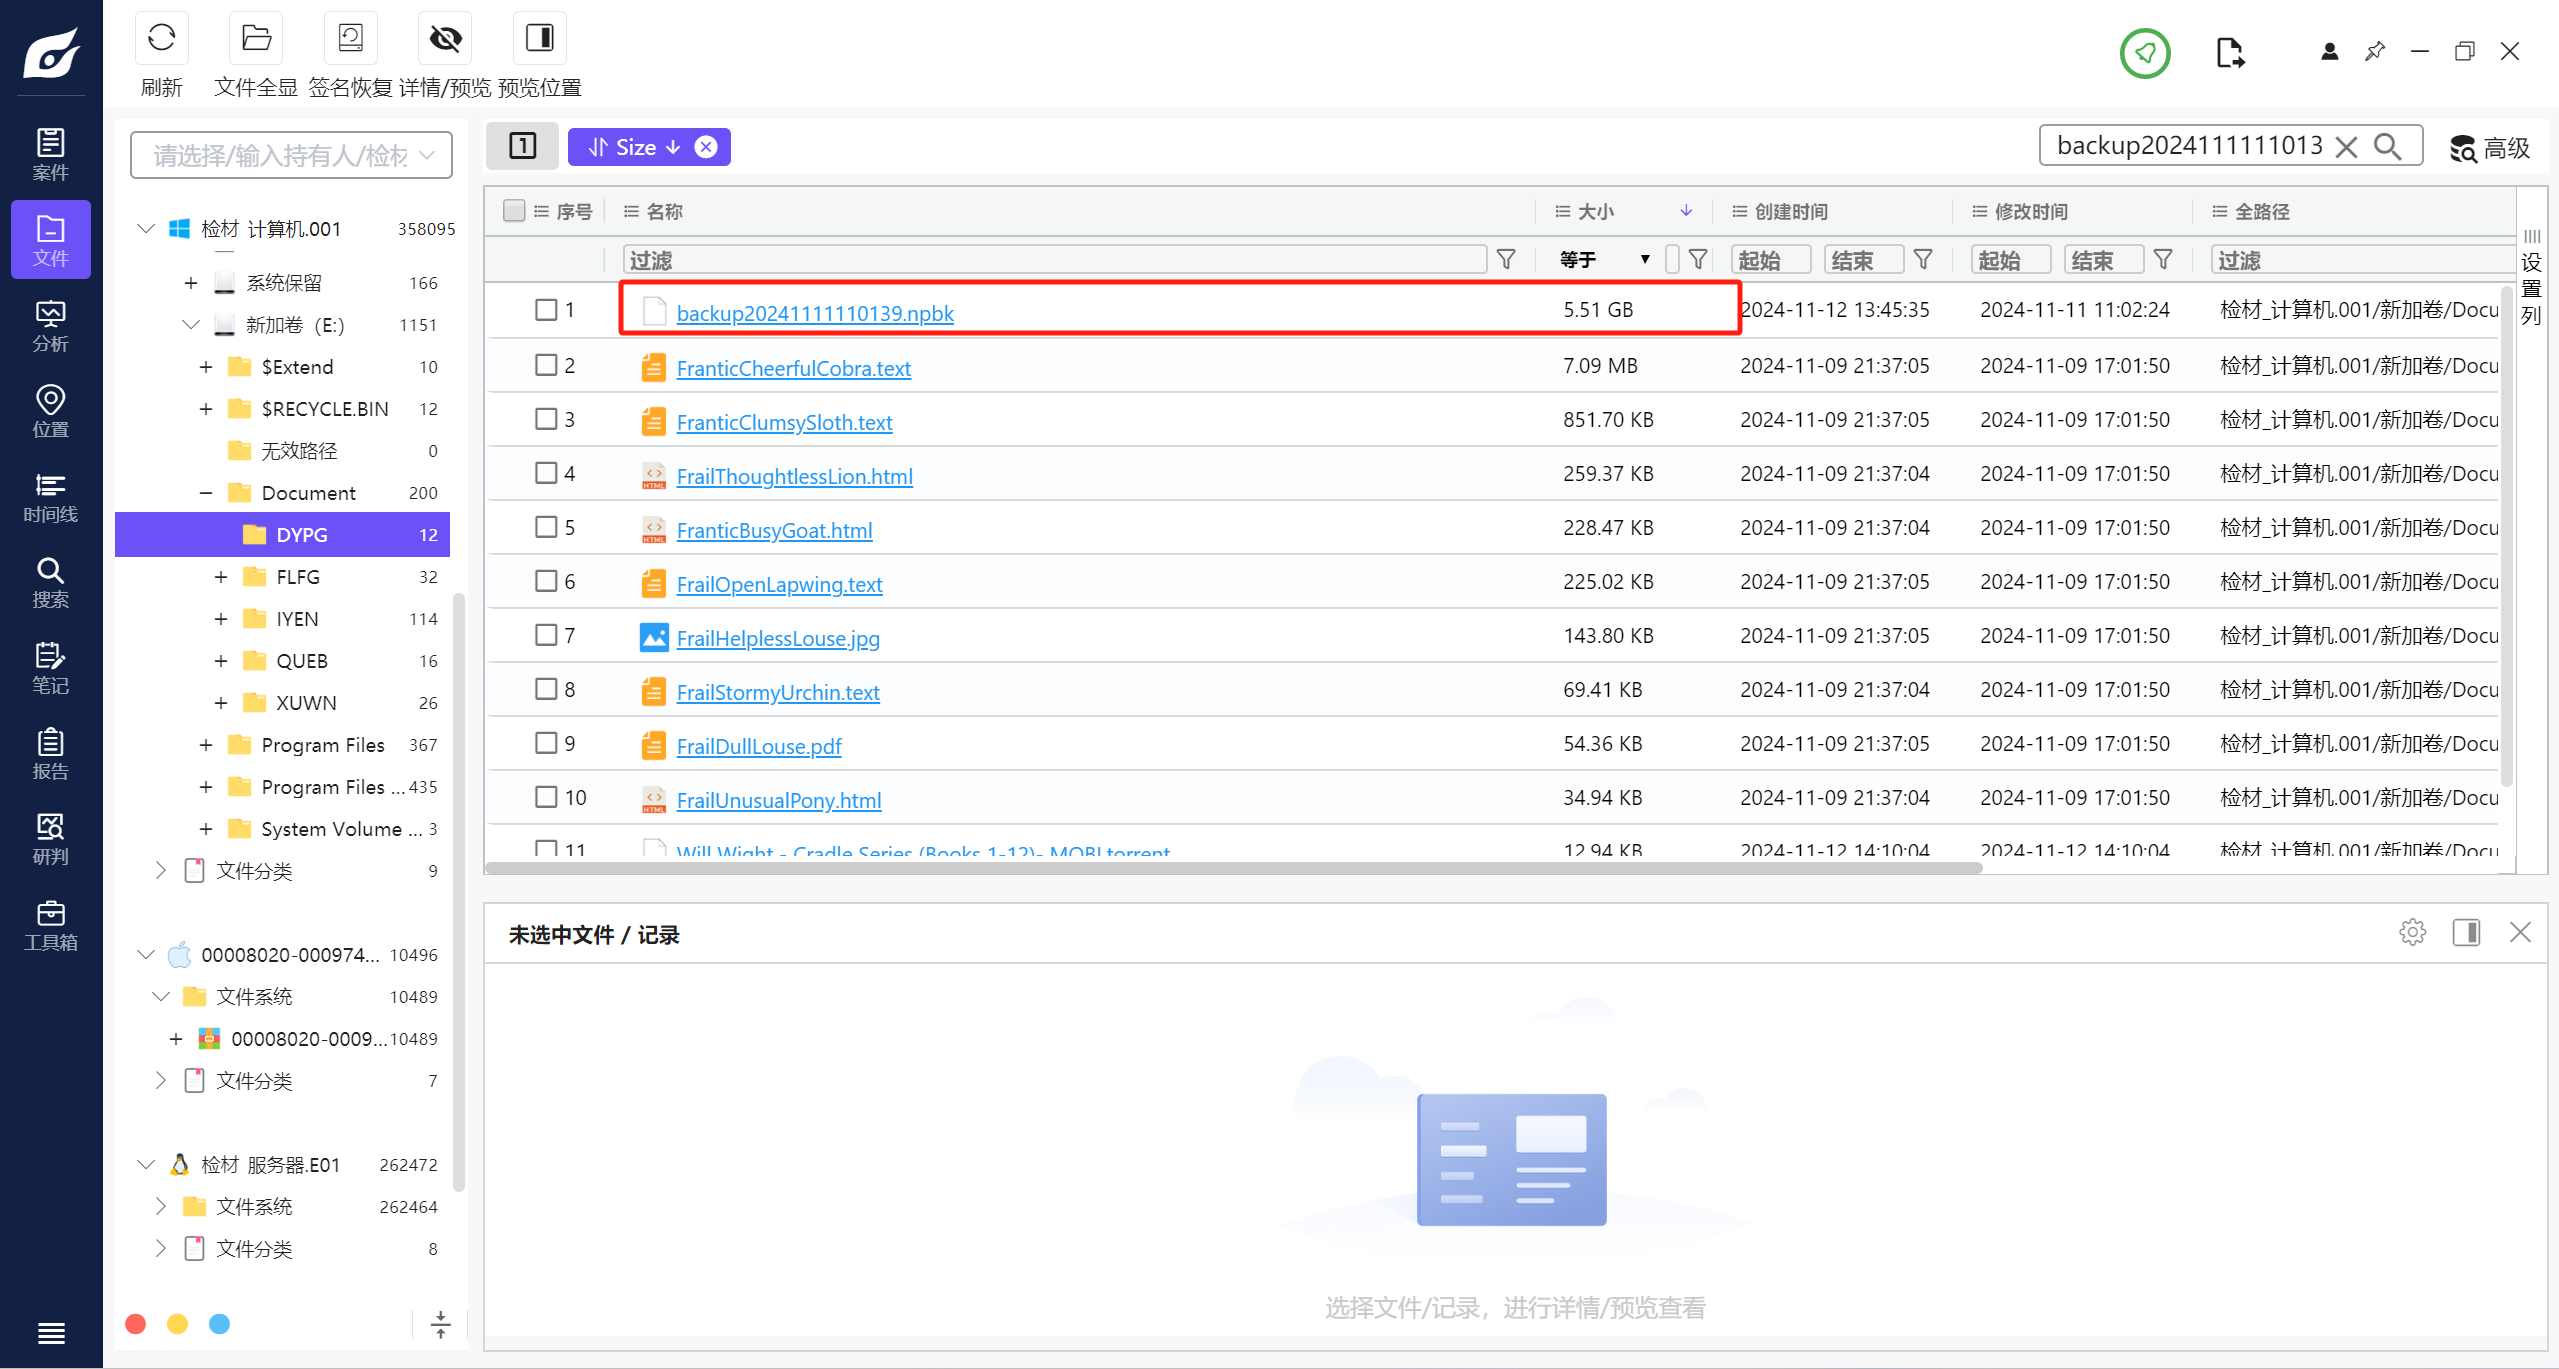 刷新
文件全显
签名恢复
详情/预览
预览位置
案件
文件
分析
位置
时间线
搜索
笔记
报告
研判
工具箱
请选择/输入持有人/检材
检材 计算机.001 358095
系统保留 166
新加卷 (E:) 1151
$Extend 10
$RECYCLE.BIN 12
无效路径 0
Document 200
DYPG 12
FLFG 32
IYEN 114
QUEB 16
XUWN 26
Program Files 367
Program Files ... 435
System Volume ... 3
文件分类 9
00008020-000974... 10496
文件系统 10489
00008020-0009... 10489
文件分类 7
检材 服务器.E01 262472
文件系统 262464
文件分类 8
1 Size
backup2024111111013
高级
序号 名称 大小 创建时间 修改时间 全路径
过滤 等于 起始 结束 起始 结束 过滤
设置列
1 backup20241111110139.npbk 5.51 GB 2024-11-12 13:45:35 2024-11-11 11:02:24 检材_计算机.001/新加卷/Docu
2 FranticCheerfulCobra.text 7.09 MB 2024-11-09 21:37:05 2024-11-09 17:01:50 检材_计算机.001/新加卷/Docu
3 FranticClumsySloth.text 851.70 KB 2024-11-09 21:37:05 2024-11-09 17:01:50 检材_计算机.001/新加卷/Docu
4 FrailThoughtlessLion.html 259.37 KB 2024-11-09 21:37:04 2024-11-09 17:01:50 检材_计算机.001/新加卷/Docu
5 FranticBusyGoat.html 228.47 KB 2024-11-09 21:37:05 2024-11-09 17:01:50 检材_计算机.001/新加卷/Docu
6 FrailOpenLapwing.text 225.02 KB 2024-11-09 21:37:05 2024-11-09 17:01:50 检材_计算机.001/新加卷/Docu
7 FrailHelplessLouse.jpg 143.80 KB 2024-11-09 21:37:05 2024-11-09 17:01:50 检材_计算机.001/新加卷/Docu
8 FrailStormyUrchin.text 69.41 KB 2024-11-09 21:37:04 2024-11-09 17:01:50 检材_计算机.001/新加卷/Docu
9 FrailDullLouse.pdf 54.36 KB 2024-11-09 21:37:05 2024-11-09 17:01:50 检材_计算机.001/新加卷/Docu
10 FrailUnusualPony.html 34.94 KB 2024-11-09 21:37:04 2024-11-09 17:01:50 检材_计算机.001/新加卷/Docu
11 Will Wight - Cradle Series (Books 1-12)- MOBI.torrent 12.94 KB 2024-11-12 14:10:04 2024-11-12 14:10:04 检材_计算机.001/新加卷/Docu
未选中文件 / 记录
选择文件/记录，进行详情/预览查看